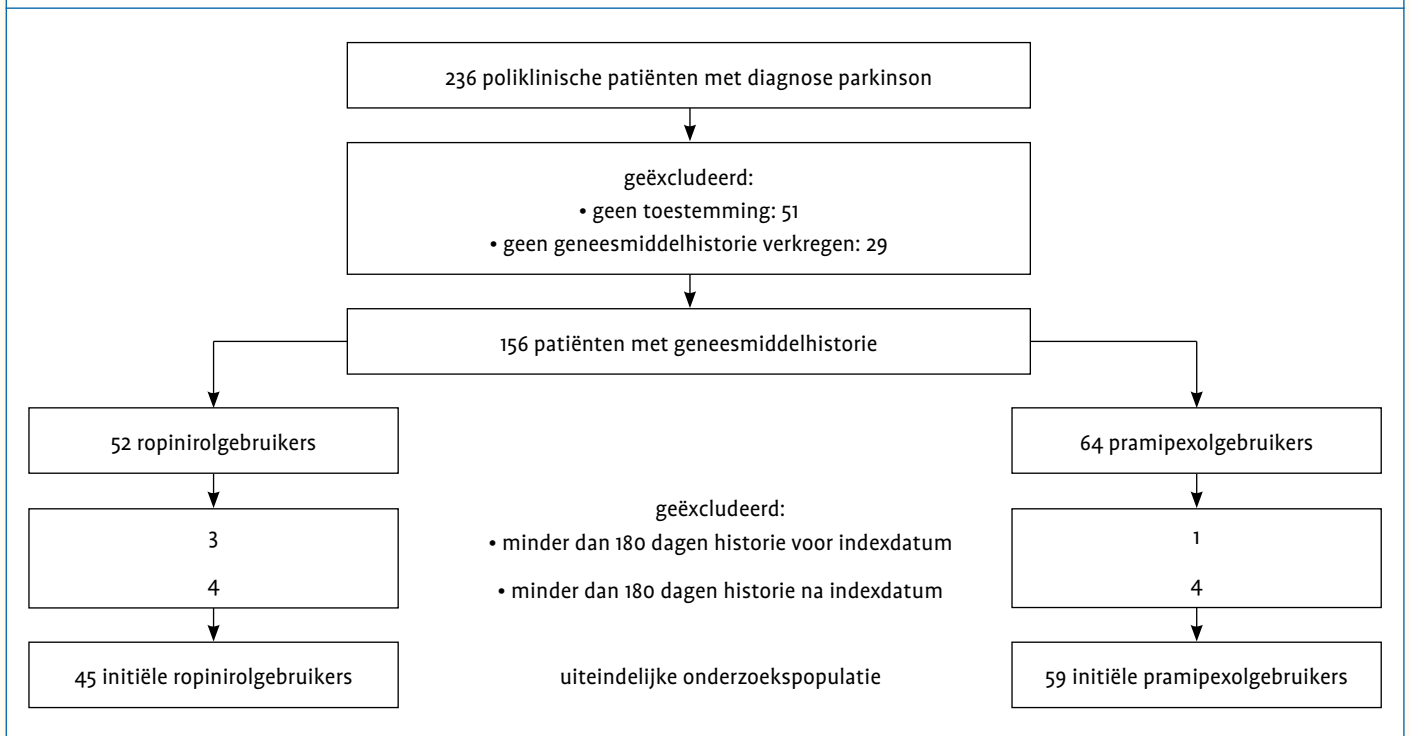 236 poliklinische patiënten met diagnose parkinson
geëxcludeerd:
• geen toestemming: 51
• geen geneesmiddelhistorie verkregen: 29
156 patiënten met geneesmiddelhistorie
52 ropinirolgebruikers
64 pramipexolgebruikers
geëxcludeerd:
3
• minder dan 180 dagen historie voor indexdatum
1
4
• minder dan 180 dagen historie na indexdatum
4
45 initiële ropinirolgebruikers
uiteindelijke onderzoekspopulatie
59 initiële pramipexolgebruikers